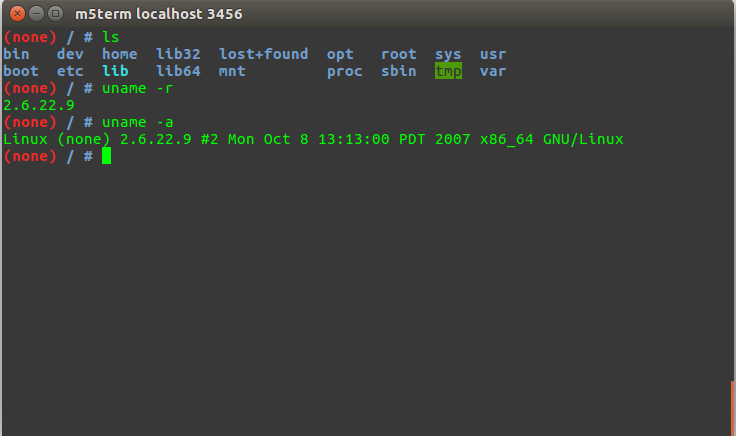 m5term localhost 3456
(none) / # ls
bin   dev  home  lib32  lost+found  opt   root  sys  usr
boot  etc  lib   lib64  mnt         proc  sbin  tmp  var
(none) / # uname -r
2.6.22.9
(none) / # uname -a
Linux (none) 2.6.22.9 #2 Mon Oct 8 13:13:00 PDT 2007 x86_64 GNU/Linux
(none) / #